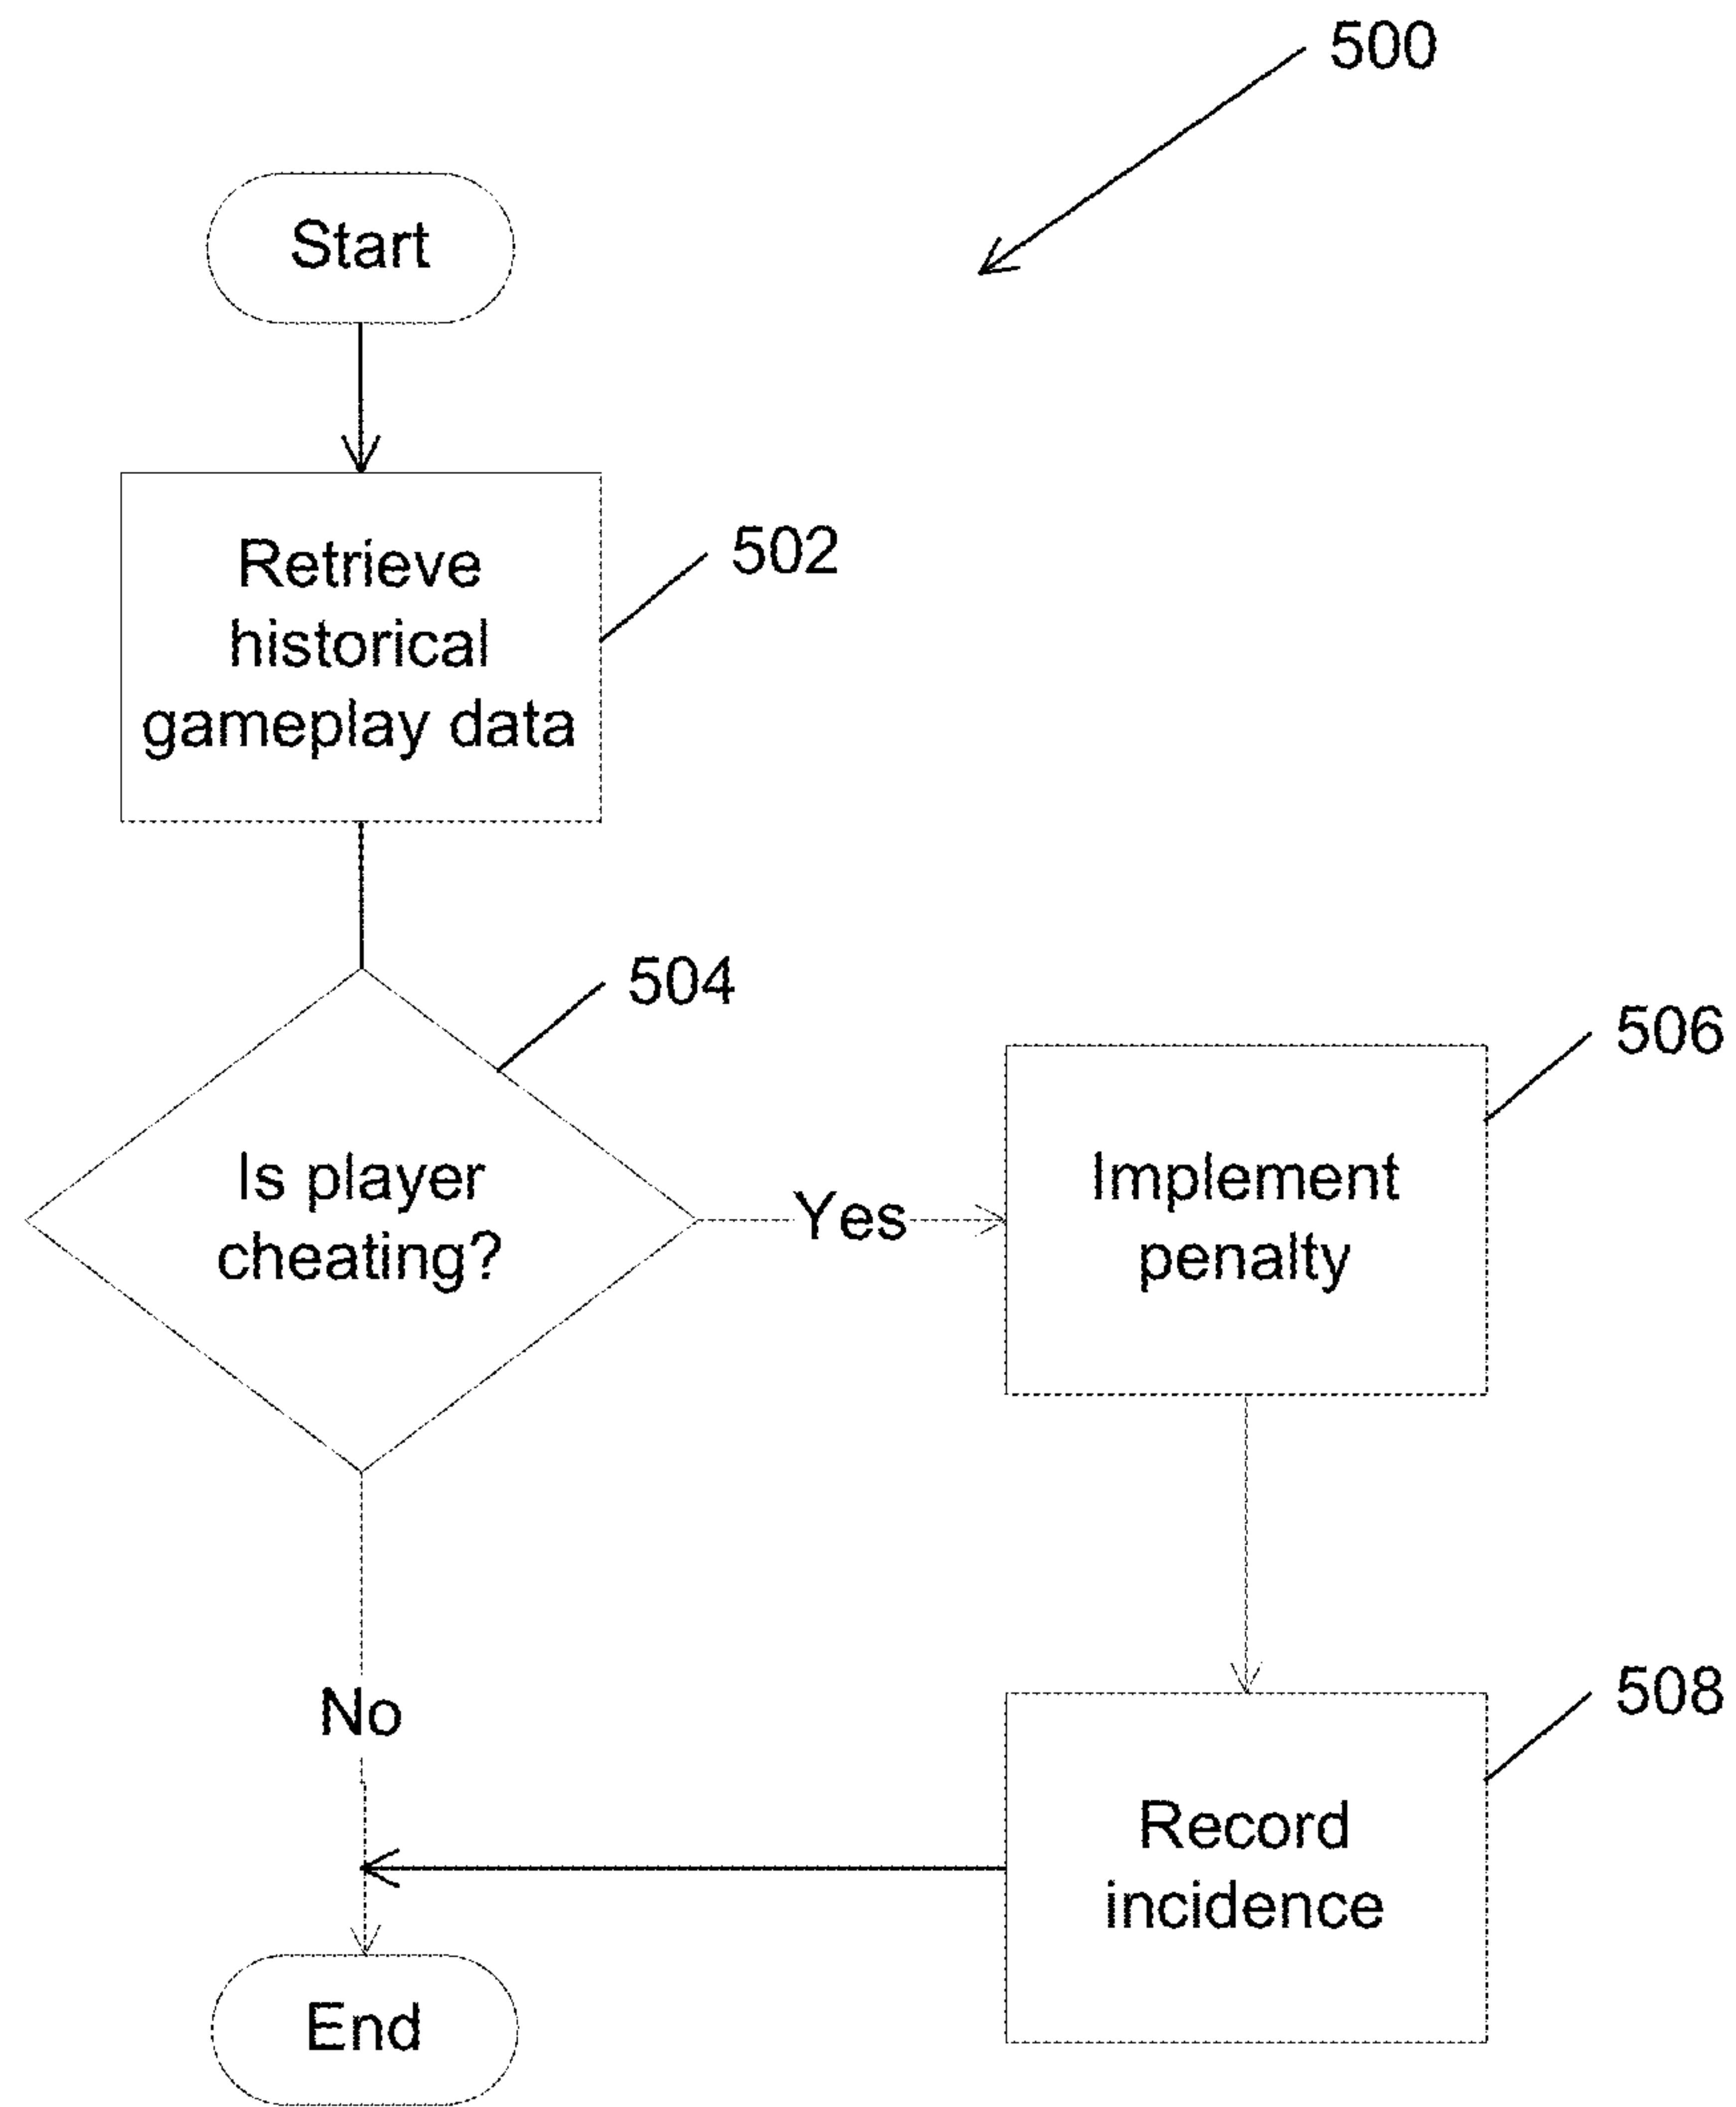 500
Start
Retrieve
historical
gameplay data
502
504
Is player
cheating?
Yes
506
Implement
penalty
No
508
Record
incidence
End